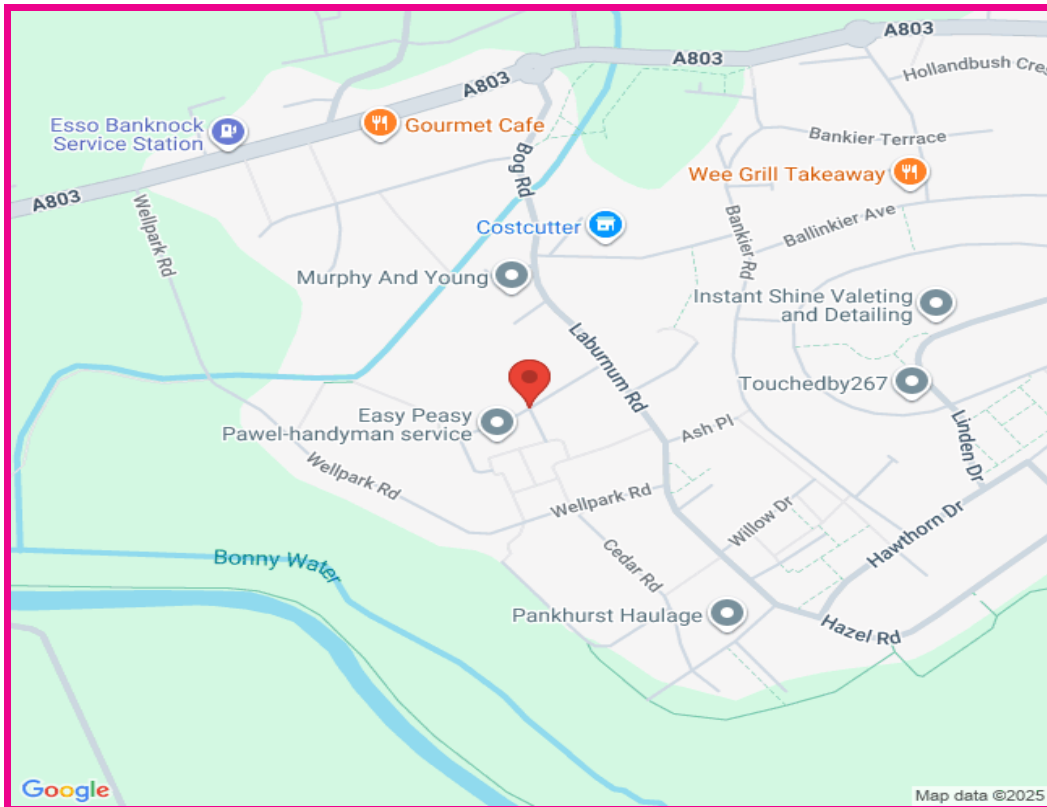 A803
A803
A803
Hollandbush Cres
Esso Banknock
Service Station
Gourmet Cafe
Bog Rd
Bankier Terrace
Wee Grill Takeaway
A803
Wellpark Rd
Costcutter
Bankier Rd
Ballinkier Ave
Murphy And Young
Instant Shine Valeting
and Detailing
Laburnum Rd
Touchedby267
Easy Peasy
Pawel-handyman service
Ash Pl
Linden Dr
Wellpark Rd
Wellpark Rd
Willow Dr
Hawthorn Dr
Bonny Water
Cedar Rd
Pankhurst Haulage
Hazel Rd
Google
Map data ©2025